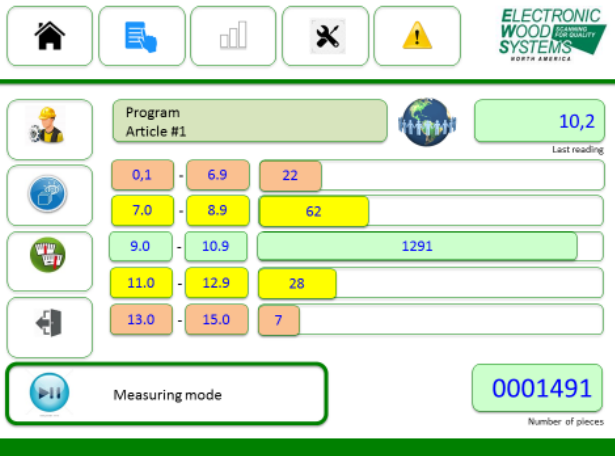 ELECTRONIC
WOOD SCANNING FOR QUALITY
SYSTEMS
NORTH AMERICA
Program
Article #1
10,2
Last reading
0,1 - 6.9 22
7.0 - 8.9 62
9.0 - 10.9 1291
11.0 - 12.9 28
13.0 - 15.0 7
Measuring mode
0001491
Number of pieces